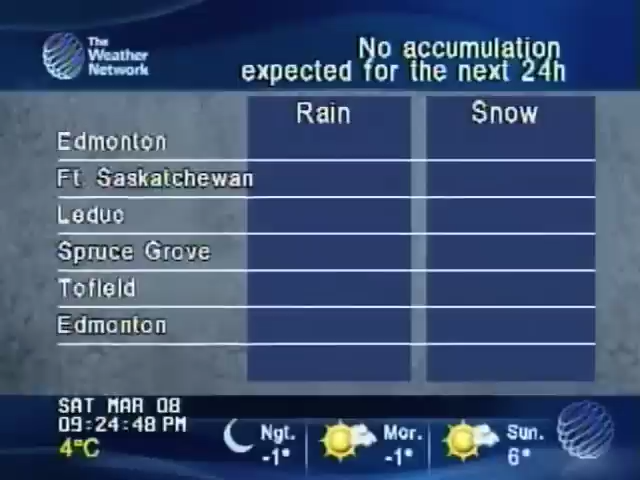 The
Weather
Network
No accumulation
expected for the next 24h
Rain Snow
Edmonton
Ft. Saskatchewan
Leduc
Spruce Grove
Tofield
Edmonton
SAT MAR 08
09:24:48 PM
4°C
Ngt.
-1°
Mor.
-1°
Sun.
6°